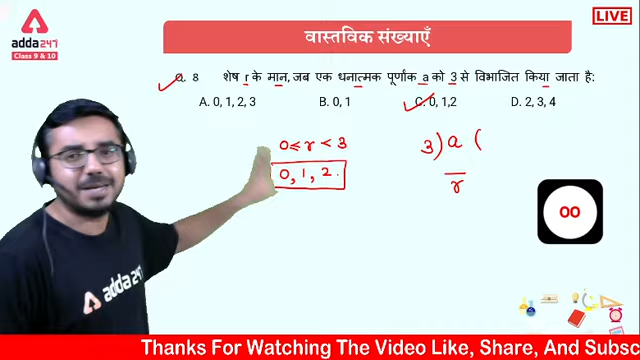 LIVE
adda247
Class 9 & 10
वास्तविक संख्याएँ
Q. 8 शेष r के मान, जब एक धनात्मक पूर्णांक a को 3 से विभाजित किया जाता है:
A. 0, 1, 2, 3 B. 0, 1 C. 0, 1,2 D. 2, 3, 4
0 ≤ r < 3
3) a (
0, 1, 2.
r
00
adda247
Thanks For Watching The Video Like, Share, And Subsc